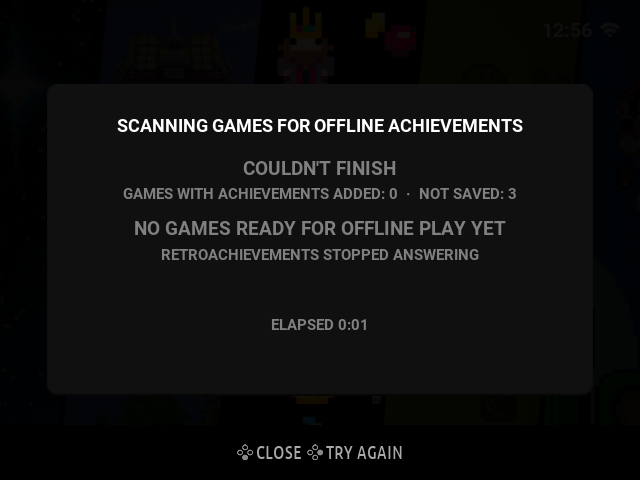 12:56
SCANNING GAMES FOR OFFLINE ACHIEVEMENTS
COULDN'T FINISH
GAMES WITH ACHIEVEMENTS ADDED: 0 · NOT SAVED: 3
NO GAMES READY FOR OFFLINE PLAY YET
RETROACHIEVEMENTS STOPPED ANSWERING
ELAPSED 0:01
CLOSE TRY AGAIN